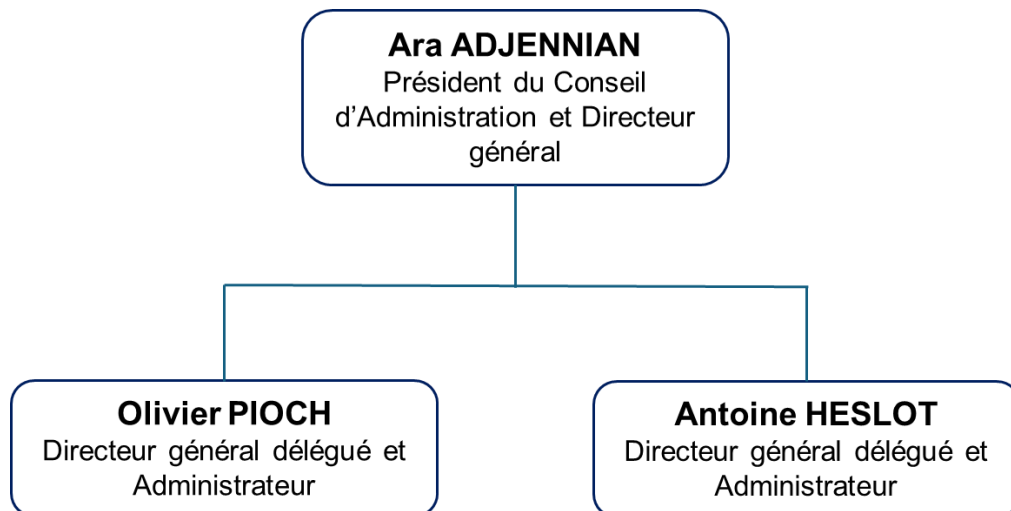 Ara ADJENNIAN
Président du Conseil
d’Administration et Directeur
général
Olivier PIOCH
Directeur général délégué et
Administrateur
Antoine HESLOT
Directeur général délégué et
Administrateur